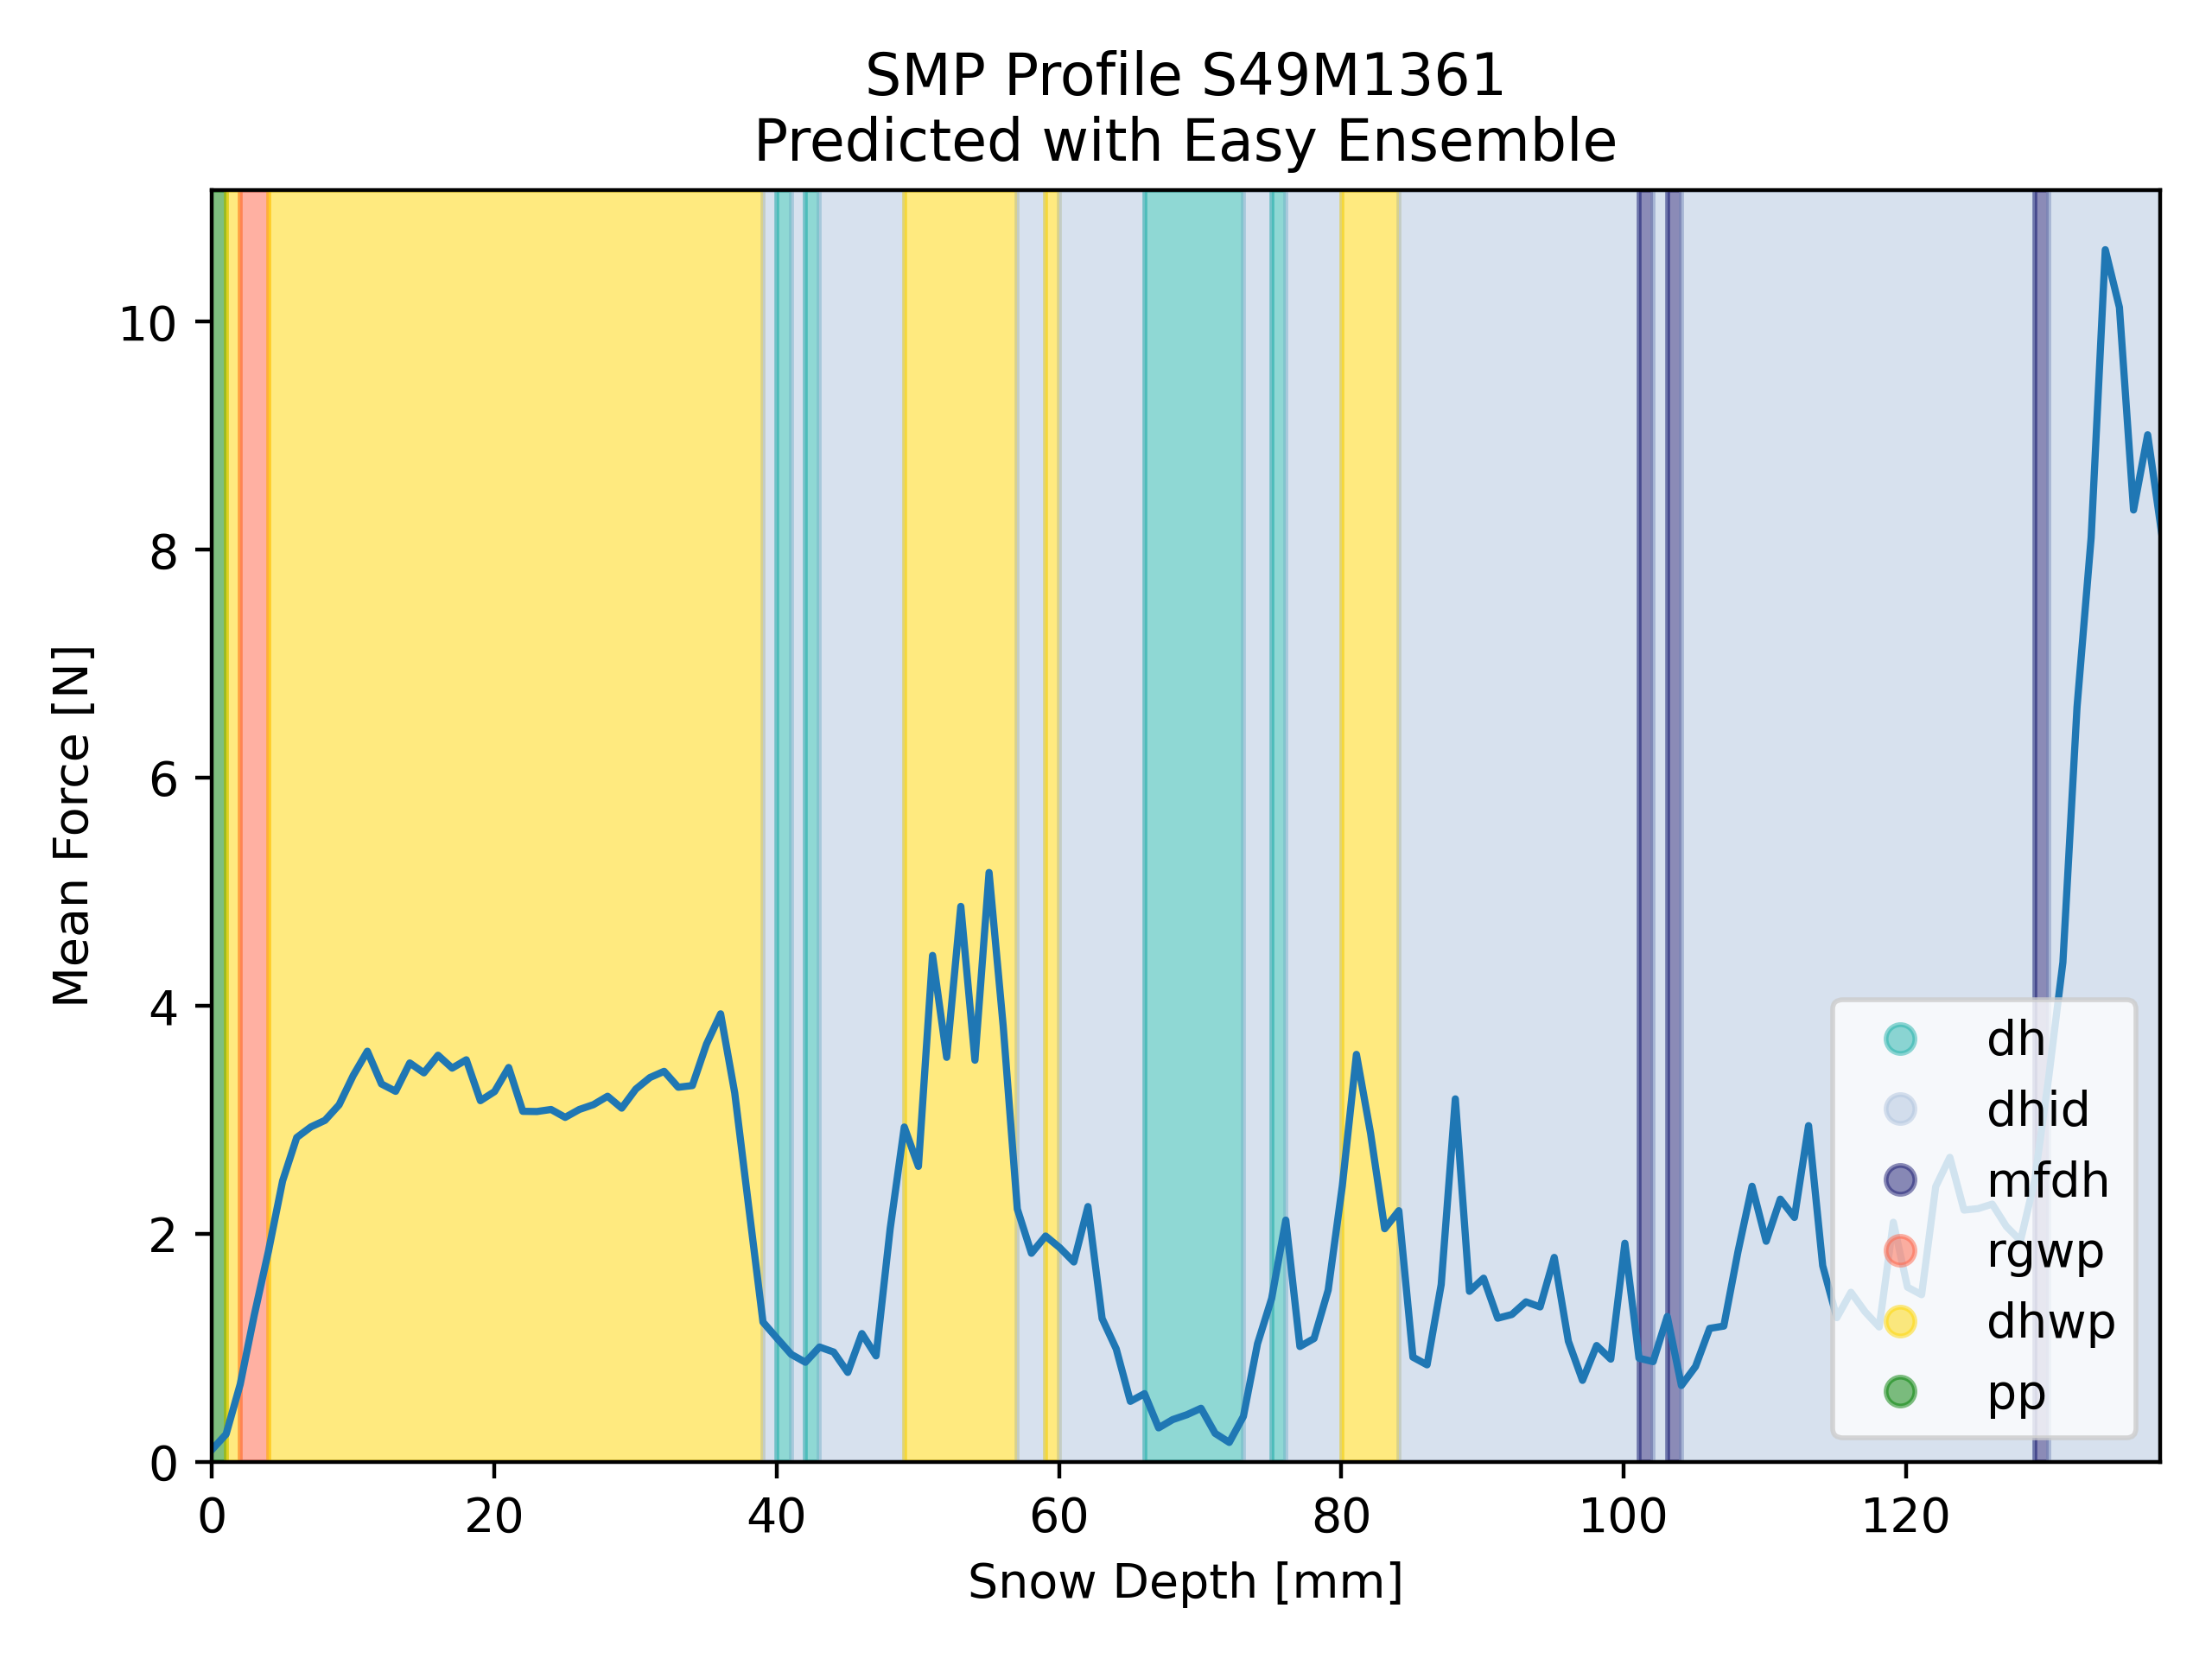 SMP Profile S49M1361
Predicted with Easy Ensemble
Mean Force [N]
10
8
6
4
2
0
0 20 40 60 80 100 120
Snow Depth [mm]
dh
dhid
mfdh
rgwp
dhwp
pp